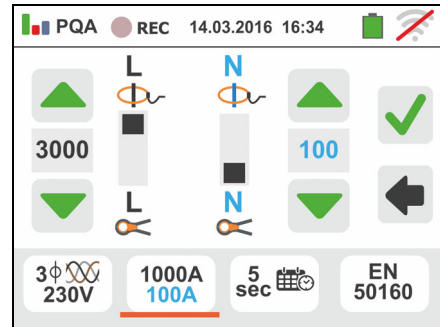 PQA REC 14.03.2016 16:34
L N
3000 100
L N
3ϕ 230V
1000A
100A
5 sec
EN
50160